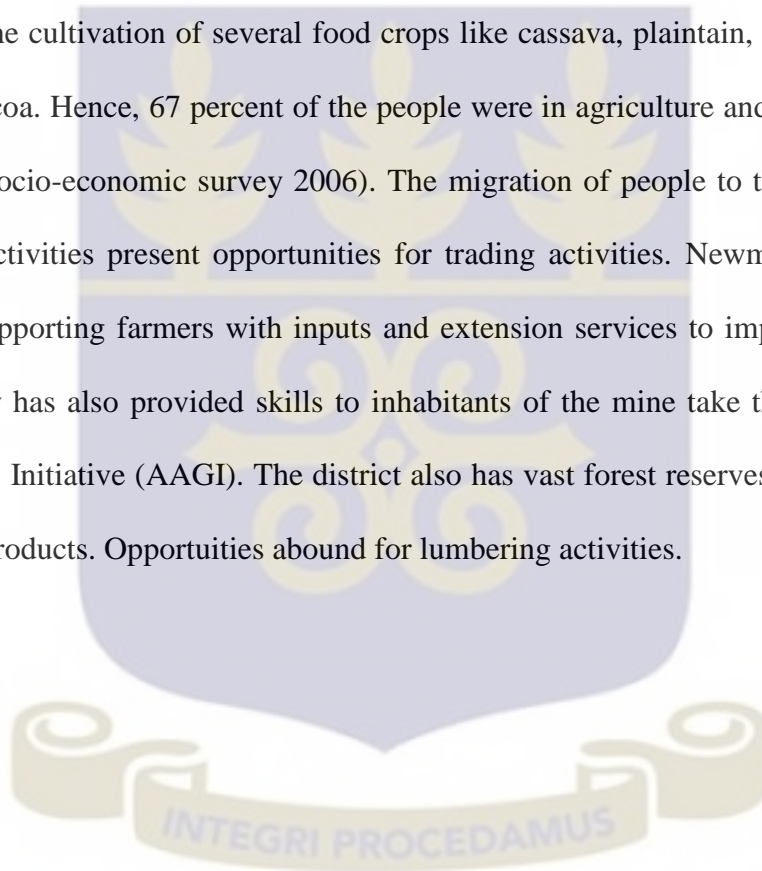 he cultivation of several food crops like cassava, plaintain,
coa. Hence, 67 percent of the people were in agriculture and
ocio-economic survey 2006). The migration of people to t
ctivities present opportunities for trading activities. Newm
pporting farmers with inputs and extension services to imp
has also provided skills to inhabitants of the mine take th
Initiative (AAGI). The district also has vast forest reserves
roducts. Opportuities abound for lumbering activities.
INTEGRI PROCEDAMUS